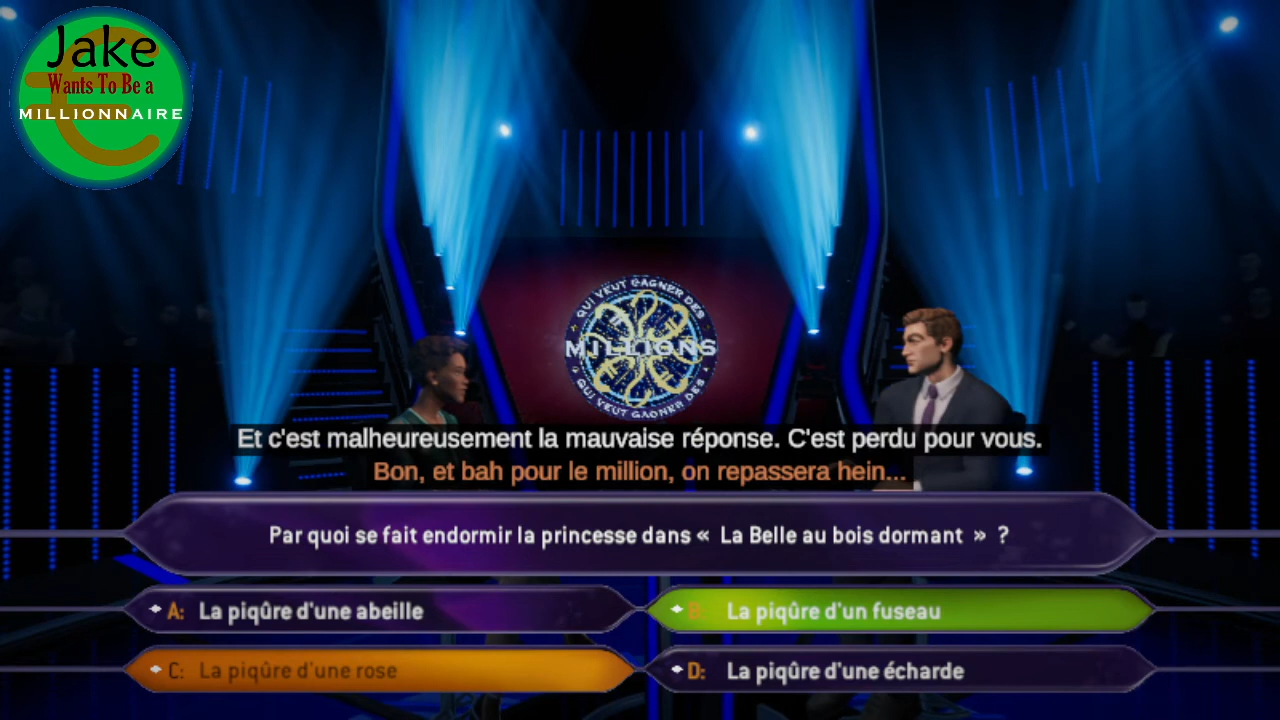 Jake
Wants To Be a
MILLIONNAIRE
QUI VEUT GAGNER DES
MILLIONS
QUI VEUT GAGNER DES
Et c'est malheureusement la mauvaise réponse. C'est perdu pour vous.
Bon, et bah pour le million, on repassera hein...
Par quoi se fait endormir la princesse dans « La Belle au bois dormant » ?
A: La piqûre d'une abeille
B: La piqûre d'un fuseau
C: La piqûre d'une rose
D: La piqûre d'une écharde